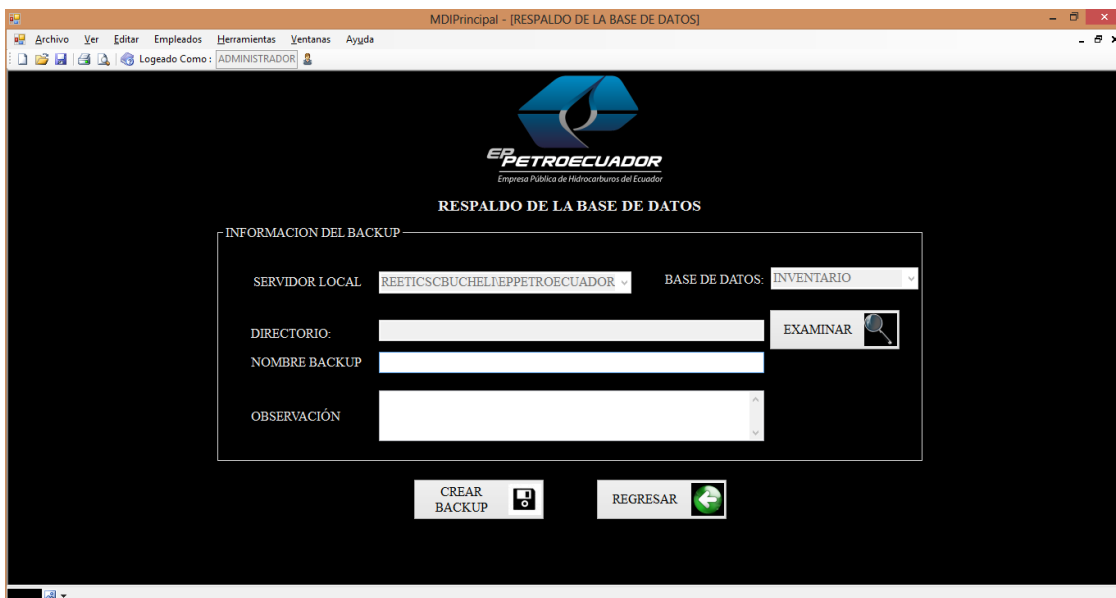 MDIPrincipal - [RESPALDO DE LA BASE DE DATOS]
Archivo Ver Editar Empleados Herramientas Ventanas Ayuda
Logeado Como : ADMINISTRADOR
EP PETROECUADOR
Empresa Pública de Hidrocarburos del Ecuador
RESPALDO DE LA BASE DE DATOS
INFORMACION DEL BACKUP
SERVIDOR LOCAL REETICSCBUCHELI\EPPETROECUADOR BASE DE DATOS: INVENTARIO
DIRECTORIO: EXAMINAR
NOMBRE BACKUP
OBSERVACIÓN
CREAR BACKUP REGRESAR